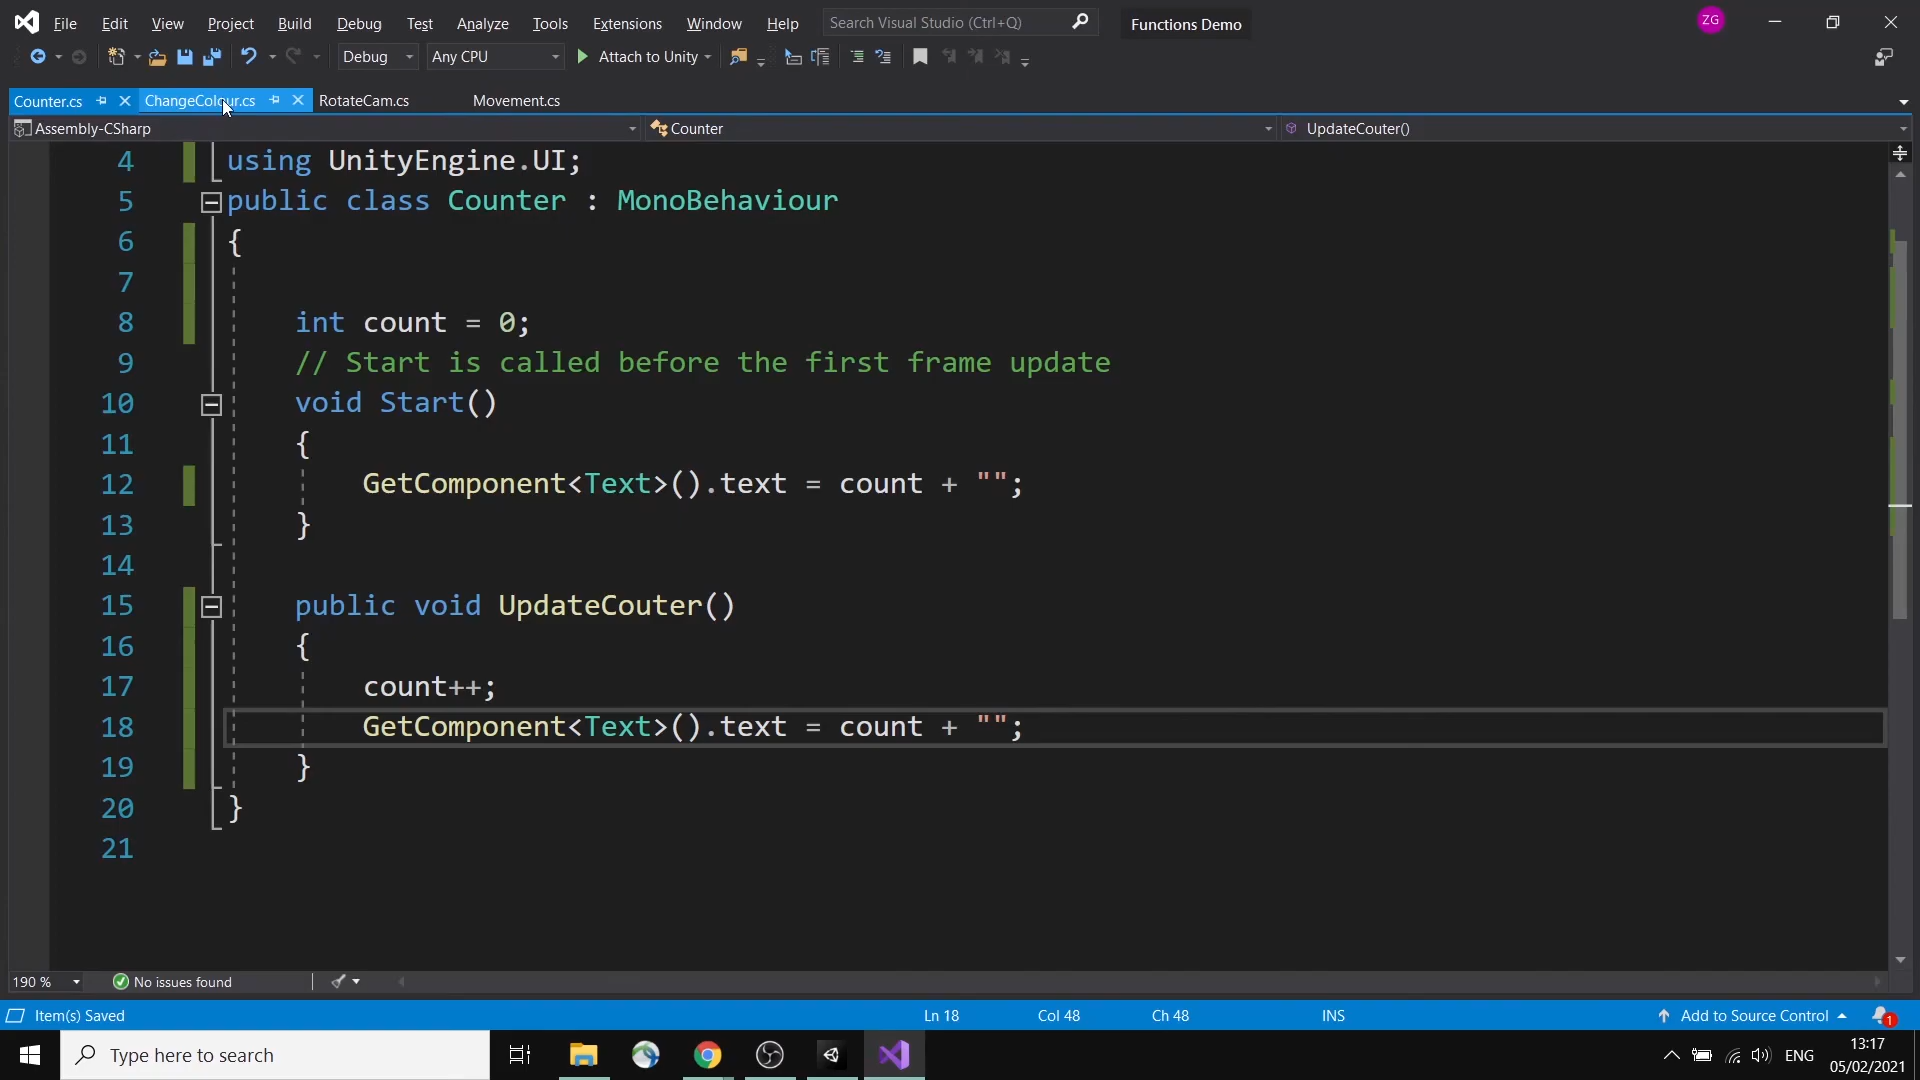 File Edit View Project Build Debug Test Analyze Tools Extensions Window Help Search Visual Studio (Ctrl+Q) Functions Demo ZG
Debug Any CPU Attach to Unity
Counter.cs ChangeColour.cs RotateCam.cs Movement.cs
Assembly-CSharp Counter UpdateCouter()
4 using UnityEngine.UI;
5 public class Counter : MonoBehaviour
6 {
7
8 int count = 0;
9 // Start is called before the first frame update
10 void Start()
11 {
12 GetComponent<Text>().text = count + "";
13 }
14
15 public void UpdateCouter()
16 {
17 count++;
18 GetComponent<Text>().text = count + "";
19 }
20 }
21
190 % No issues found
Item(s) Saved Ln 18 Col 48 Ch 48 INS Add to Source Control 1
Type here to search ENG 13:17
05/02/2021